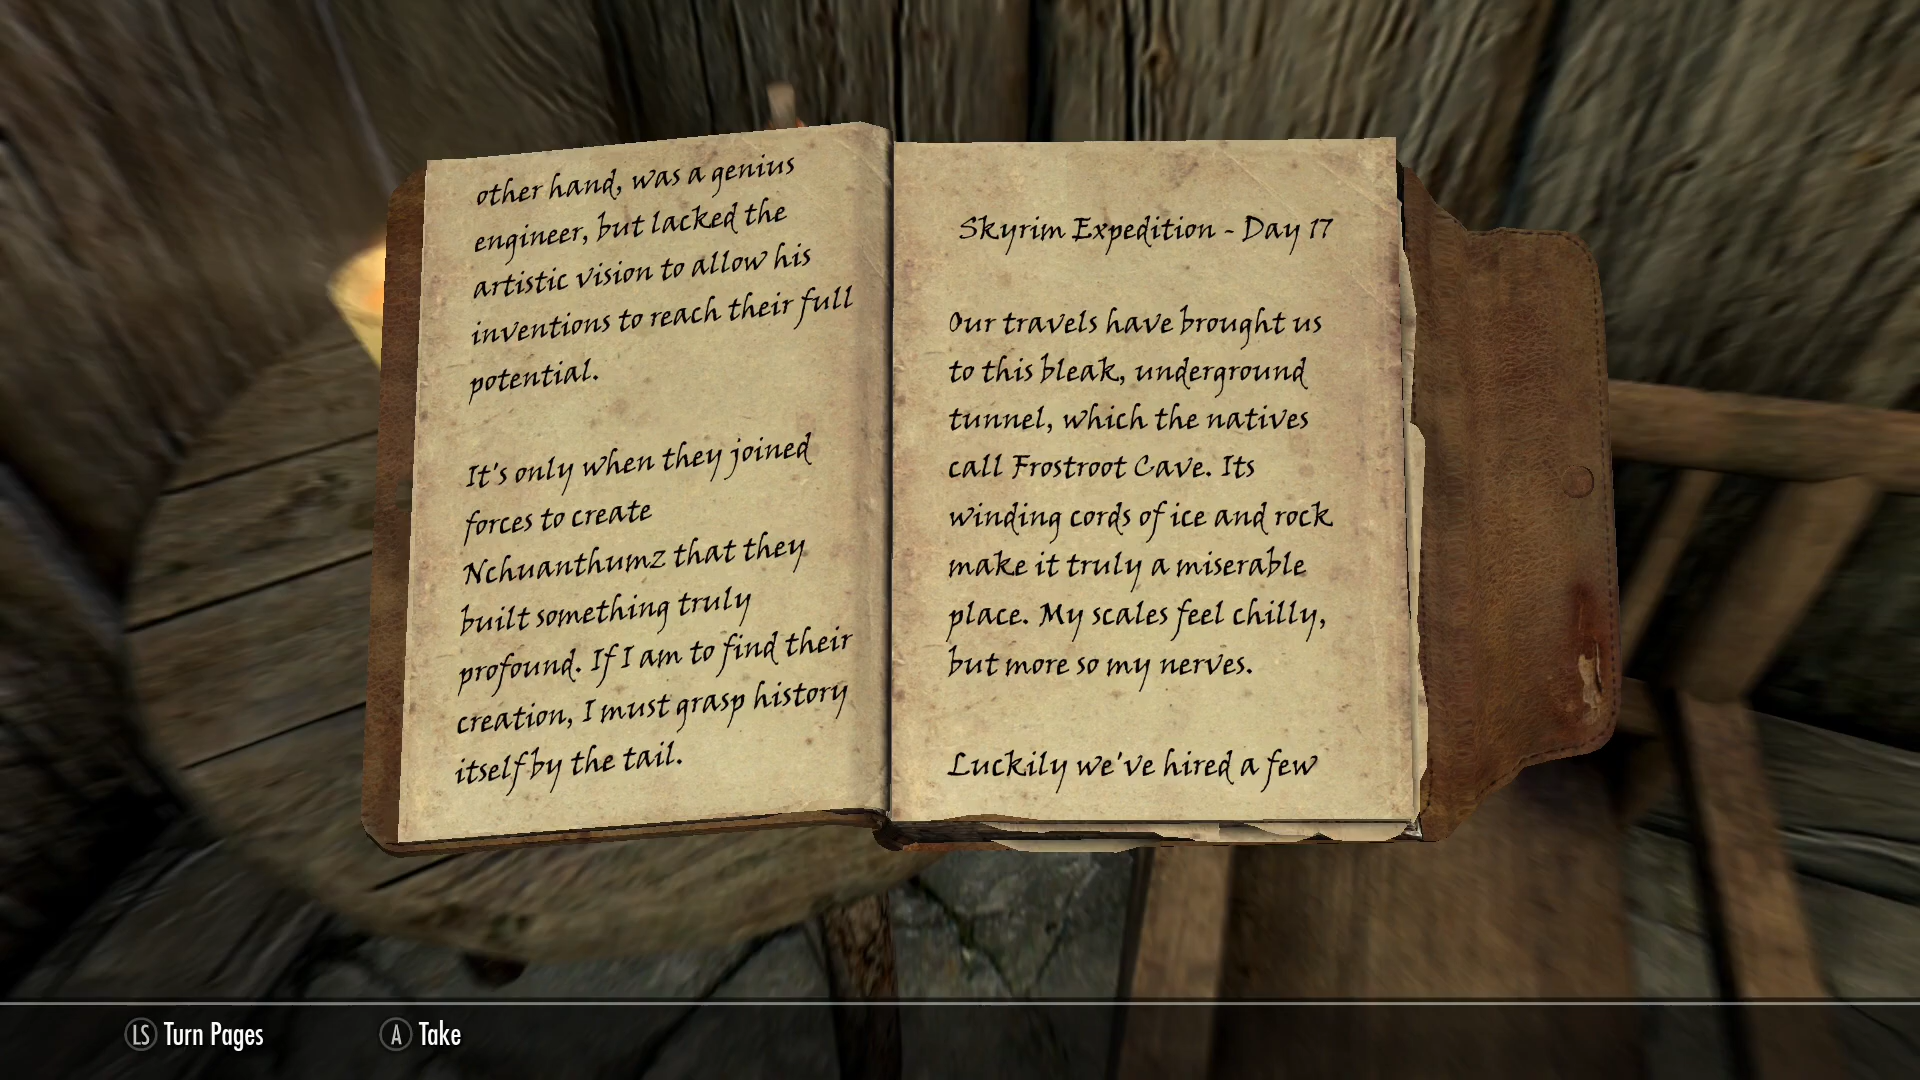 other hand, was a genius
engineer, but lacked the
artistic vision to allow his
inventions to reach their full
potential.
It's only when they joined
forces to create
Nchuanthumz that they
built something truly
profound. If I am to find their
creation, I must grasp history
itself by the tail.
Skyrim Expedition - Day 17
Our travels have brought us
to this bleak, underground
tunnel, which the natives
call Frostroot Cave. Its
winding cords of ice and rock
make it truly a miserable
place. My scales feel chilly,
but more so my nerves.
Luckily we've hired a few
LS Turn Pages
A Take